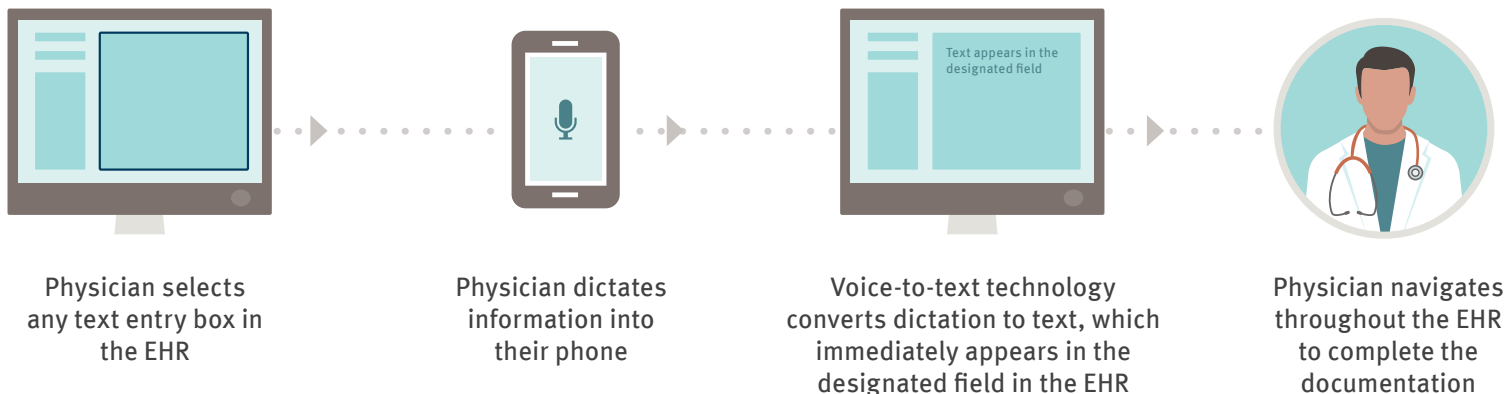 Text appears in the
designated field
Physician selects
any text entry box in
the EHR
Physician dictates
information into
their phone
Voice-to-text technology
converts dictation to text, which
immediately appears in the
designated field in the EHR
Physician navigates
throughout the EHR
to complete the
documentation